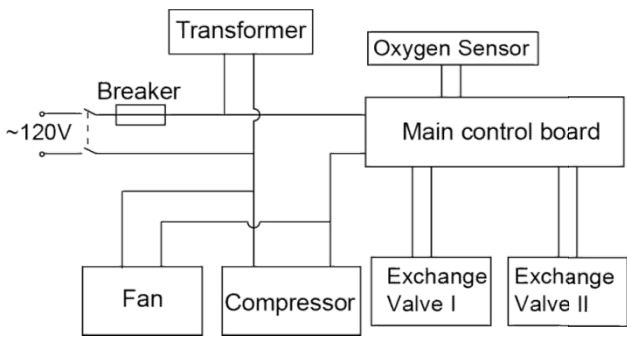 Transformer
Oxygen Sensor
Breaker
~120V
Main control board
Fan
Compressor
Exchange
Valve I
Exchange
Valve II